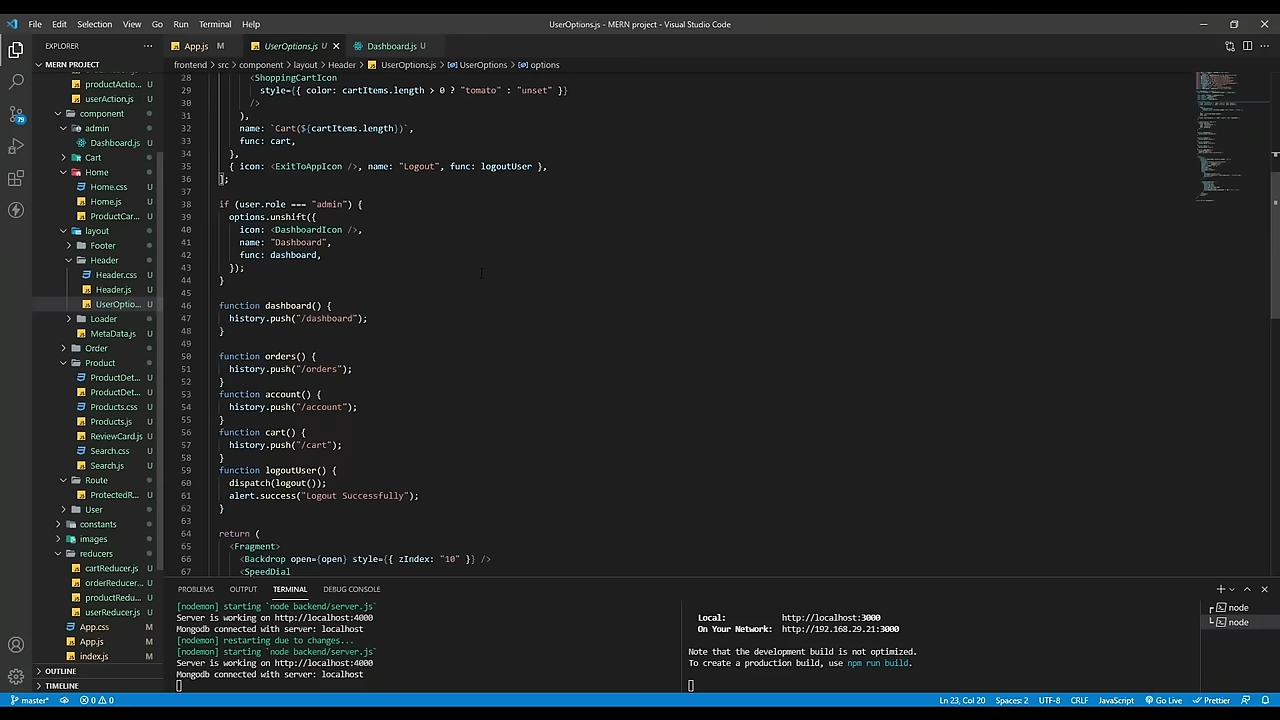 File Edit Selection View Go Run Terminal Help
UserOptions.js - MERN project - Visual Studio Code
EXPLORER
App.js M
UserOptions.js U
Dashboard.js U
MERN PROJECT
frontend > src > component > layout > Header > UserOptions.js > UserOptions > options
productActio... U
userAction.js U
component
admin
Dashboard.js U
Cart
Home
Home.css U
Home.js U
ProductCar... U
layout
Footer
Header
Header.css U
Header.js U
UserOptio... U
Loader
MetaData.js U
Order
Product
ProductDet... U
ProductDet... U
Products.css U
Products.js U
ReviewCard.js U
Search.css U
Search.js U
Route
ProtectedR... U
User
constants
images
reducers
cartReducer.js U
orderReducer... U
productRedu... U
userReducer.js U
App.css M
App.js M
index.js M
OUTLINE
TIMELINE
79
28 <ShoppingCartIcon
29 style={{ color: cartItems.length > 0 ? "tomato" : "unset" }}
30 />
31 ),
32 name: `Cart(${cartItems.length})`,
33 func: cart,
34 },
35 { icon: <ExitToAppIcon />, name: "Logout", func: logoutUser },
36 ];
37
38 if (user.role === "admin") {
39 options.unshift({
40 icon: <DashboardIcon />,
41 name: "Dashboard",
42 func: dashboard,
43 });
44 }
45
46 function dashboard() {
47 history.push("/dashboard");
48 }
49
50 function orders() {
51 history.push("/orders");
52 }
53 function account() {
54 history.push("/account");
55 }
56 function cart() {
57 history.push("/cart");
58 }
59 function logoutUser() {
60 dispatch(logout());
61 alert.success("Logout Successfully");
62 }
63
64 return (
65 <Fragment>
66 <Backdrop open={open} style={{ zIndex: "10" }} />
67 <SpeedDial
PROBLEMS OUTPUT TERMINAL DEBUG CONSOLE
[nodemon] starting `node backend/server.js`
Server is working on http://localhost:4000
Mongodb connected with server: localhost
[nodemon] restarting due to changes...
[nodemon] starting `node backend/server.js`
Server is working on http://localhost:4000
Mongodb connected with server: localhost
Local: http://localhost:3000
On Your Network: http://192.168.29.21:3000
Note that the development build is not optimized.
To create a production build, use npm run build.
node
node
master* 0 0
Ln 23, Col 20 Spaces: 2 UTF-8 CRLF JavaScript Go Live Prettier